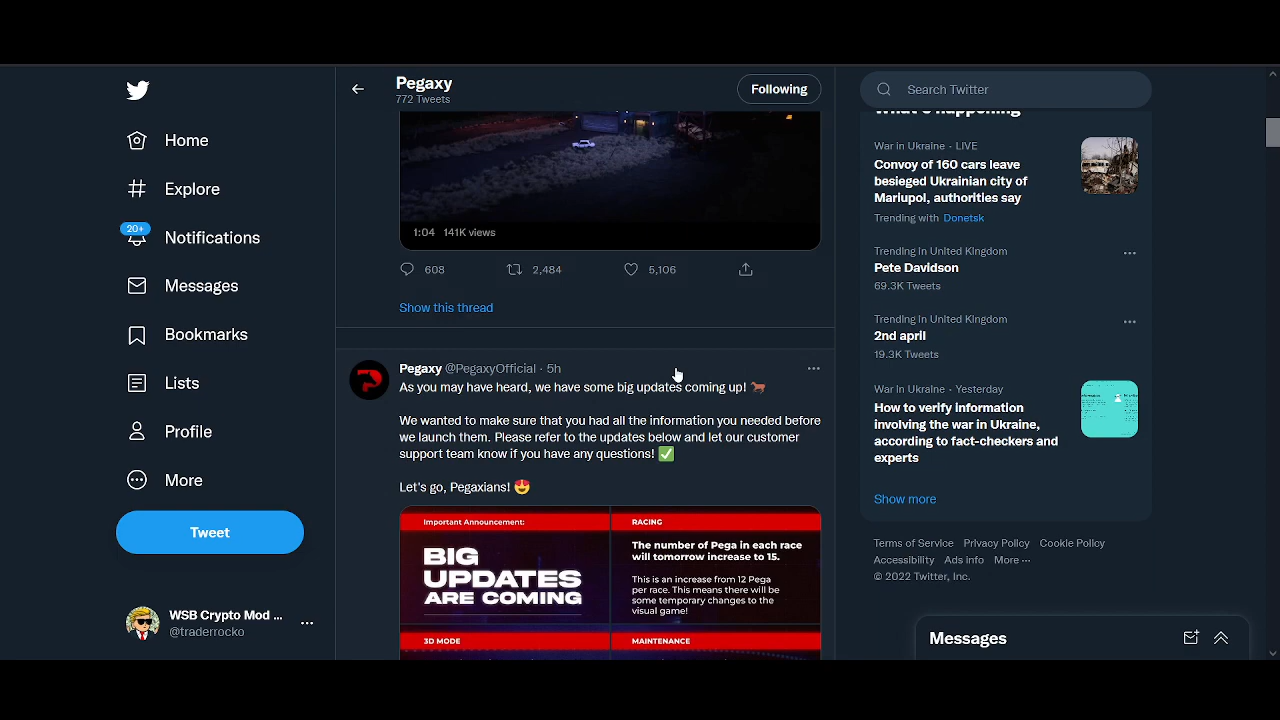 Home
Explore
20+
Notifications
Messages
Bookmarks
Lists
Profile
More
Tweet
WSB Crypto Mod ...
@traderrocko
Pegaxy
772 Tweets
Following
1:04 141K views
608
2,484
5,106
Show this thread
Pegaxy @PegaxyOfficial · 5h
As you may have heard, we have some big updates coming up! 🐎
We wanted to make sure that you had all the information you needed before
we launch them. Please refer to the updates below and let our customer
support team know if you have any questions! ✅
Let's go, Pegaxians! 😍
Important Announcement:
BIG
UPDATES
ARE COMING
RACING
The number of Pega in each race
will tomorrow increase to 15.
This is an increase from 12 Pega
per race. This means there will be
some temporary changes to the
visual game!
3D MODE
MAINTENANCE
Search Twitter
What's happening
War in Ukraine · LIVE
Convoy of 160 cars leave
besieged Ukrainian city of
Mariupol, authorities say
Trending with Donetsk
Trending in United Kingdom
Pete Davidson
69.3K Tweets
Trending in United Kingdom
2nd april
19.3K Tweets
War in Ukraine · Yesterday
How to verify information
involving the war in Ukraine,
according to fact-checkers and
experts
Show more
Terms of Service Privacy Policy Cookie Policy
Accessibility Ads info More ···
© 2022 Twitter, Inc.
Messages